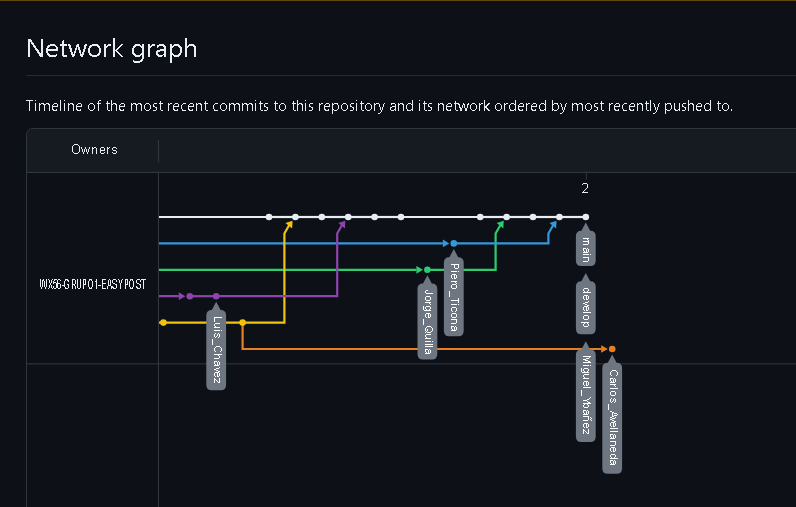 Network graph
Timeline of the most recent commits to this repository and its network ordered by most recently pushed to.
Owners
2
WX56-GRUPO1-EASYPOST
main
develop
Miguel_Ybañez
Carlos_Avellaneda
Piero_Ticona
Jorge_Quilla
Luis_Chavez